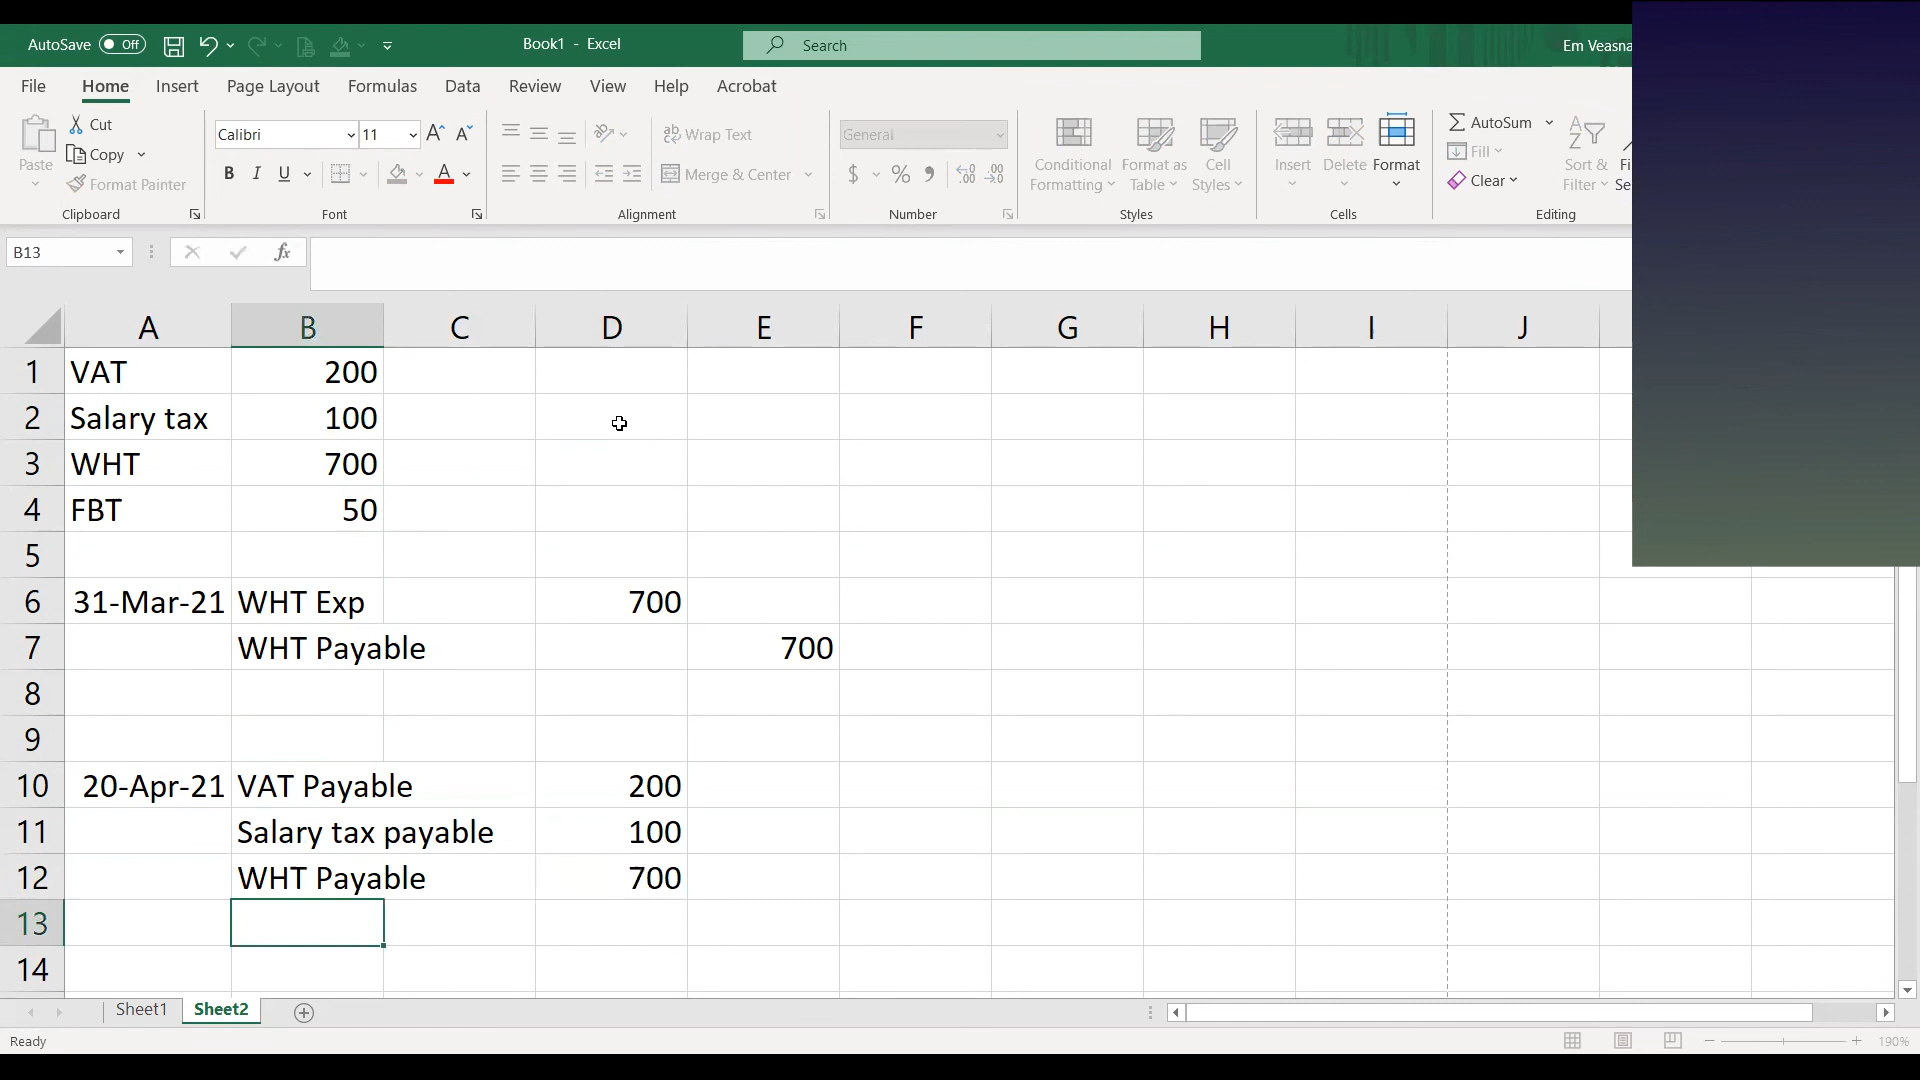 AutoSave Off Book1 - Excel Search Em Veasna
File Home Insert Page Layout Formulas Data Review View Help Acrobat
Paste
Cut
Copy
Format Painter
Clipboard
Calibri 11
B I U
Font
Wrap Text
Merge & Center
Alignment
General
$ %
Number
Conditional Formatting
Format as Table
Cell Styles
Styles
Insert Delete Format
Cells
AutoSum
Fill
Clear
Sort & Filter
Editing
B13
fx
A B C D E F G H I J
1 VAT 200
2 Salary tax 100
3 WHT 700
4 FBT 50
5
6 31-Mar-21 WHT Exp 700
7 WHT Payable 700
8
9
10 20-Apr-21 VAT Payable 200
11 Salary tax payable 100
12 WHT Payable 700
13
14
Sheet1 Sheet2
Ready 190%